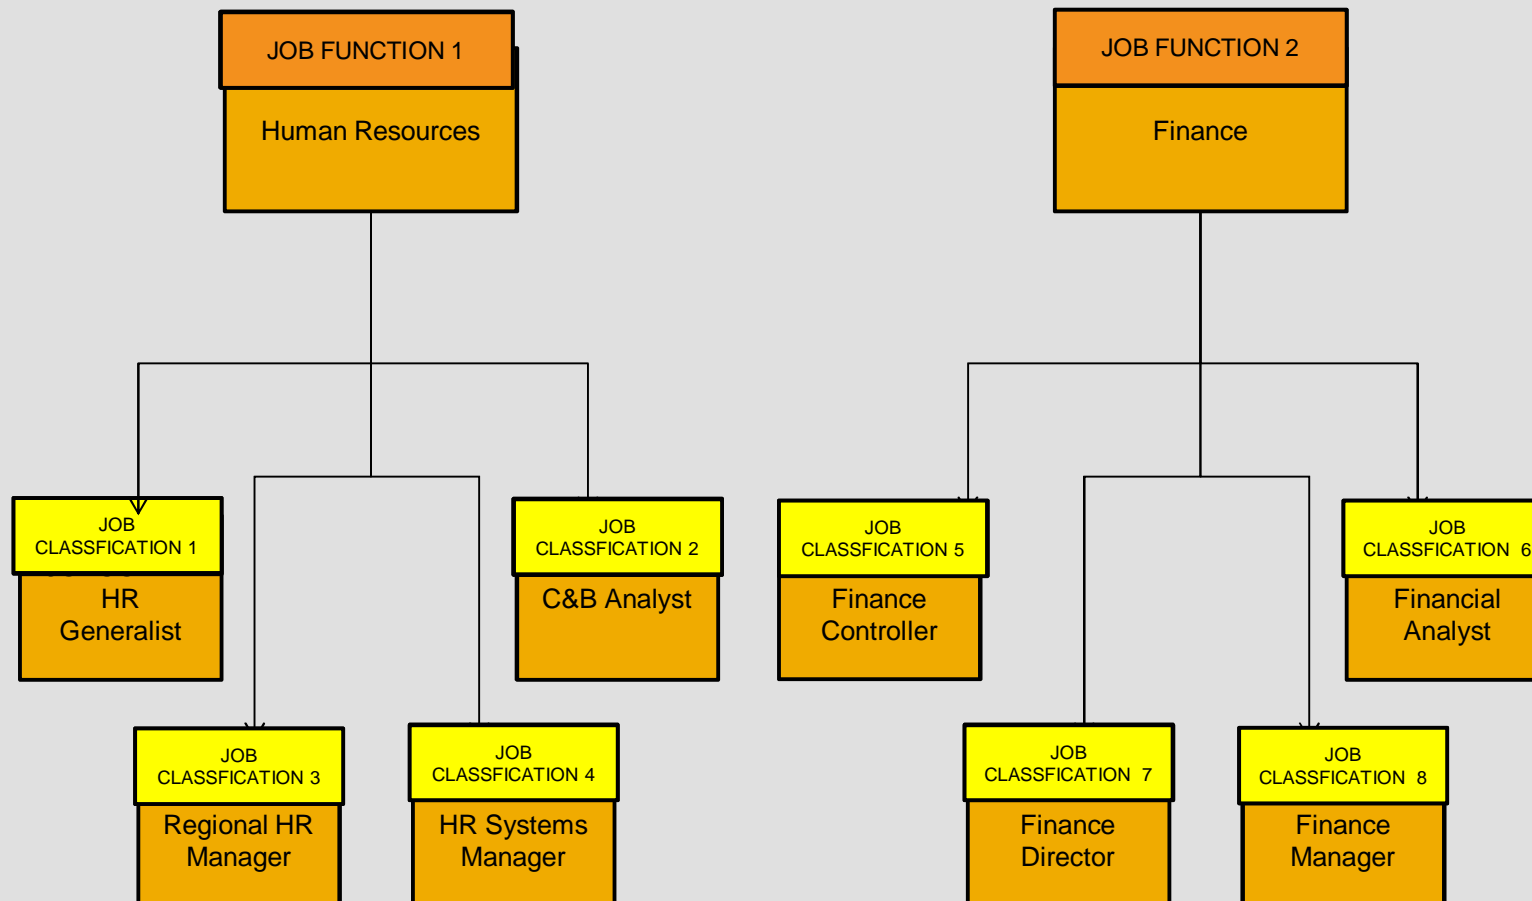 JOB FUNCTION 1
Human Resources
JOB FUNCTION 2
Finance
JOB
CLASSFICATION 1
HR
Generalist
JOB
CLASSFICATION 2
C&B Analyst
JOB
CLASSFICATION 5
Finance
Controller
JOB
CLASSFICATION 6
Financial
Analyst
JOB
CLASSFICATION 3
Regional HR
Manager
JOB
CLASSFICATION 4
HR Systems
Manager
JOB
CLASSFICATION 7
Finance
Director
JOB
CLASSFICATION 8
Finance
Manager